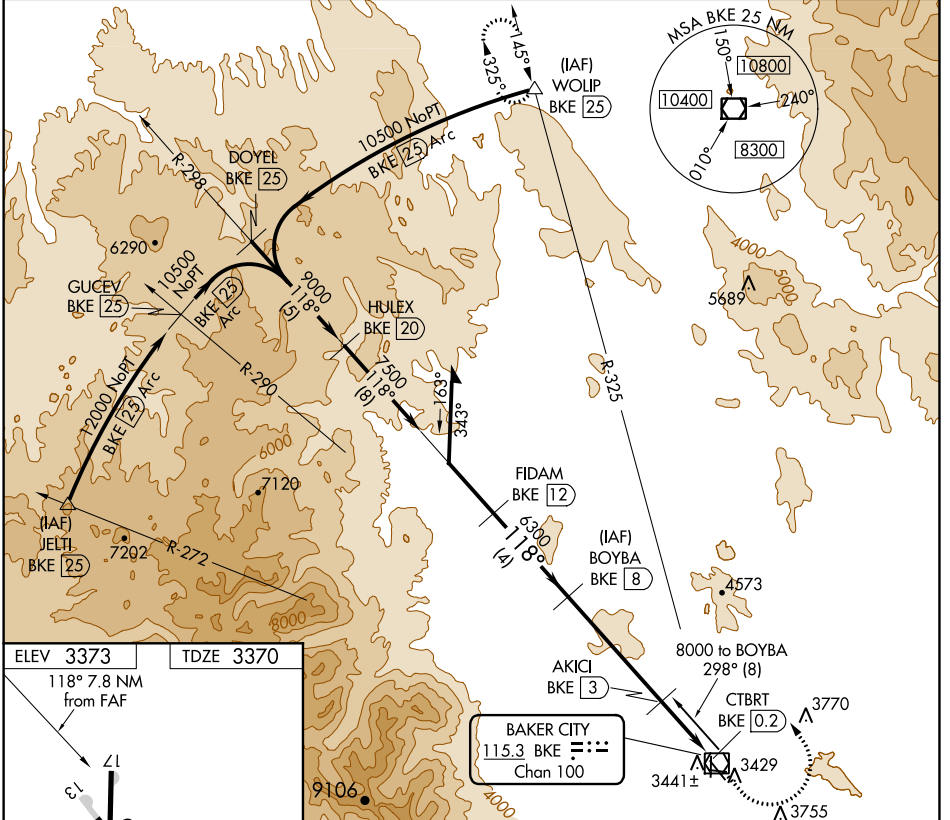 MSA BKE 25 NM
150°
10800
10400
240°
8300
010°
145°
325°
(IAF)
WOLIP
BKE 25
10500 NoPT
BKE 25 Arc
R-298
DOYEL
BKE 25
6290
GUCEV
BKE 25
10500
NoPT
BKE 25
Arc
9000
118°
(5)
HULEX
BKE 20
4000
5000
5689
7500
118°
(8)
R-290
R-325
12000 NoPT
BKE 25 Arc
163°
343°
6000
7120
FIDAM
BKE 12
(IAF)
JELTI
BKE 25
7202
R-272
6300
118°
(4)
(IAF)
BOYBA
BKE 8
4573
8000
ELEV 3373
TDZE 3370
118° 7.8 NM
from FAF
17
13
8000 to BOYBA
298° (8)
AKICI
BKE 3
CTBRT
BKE 0.2
3770
BAKER CITY
115.3 BKE
Chan 100
3441±
3429
9106
4000
3755